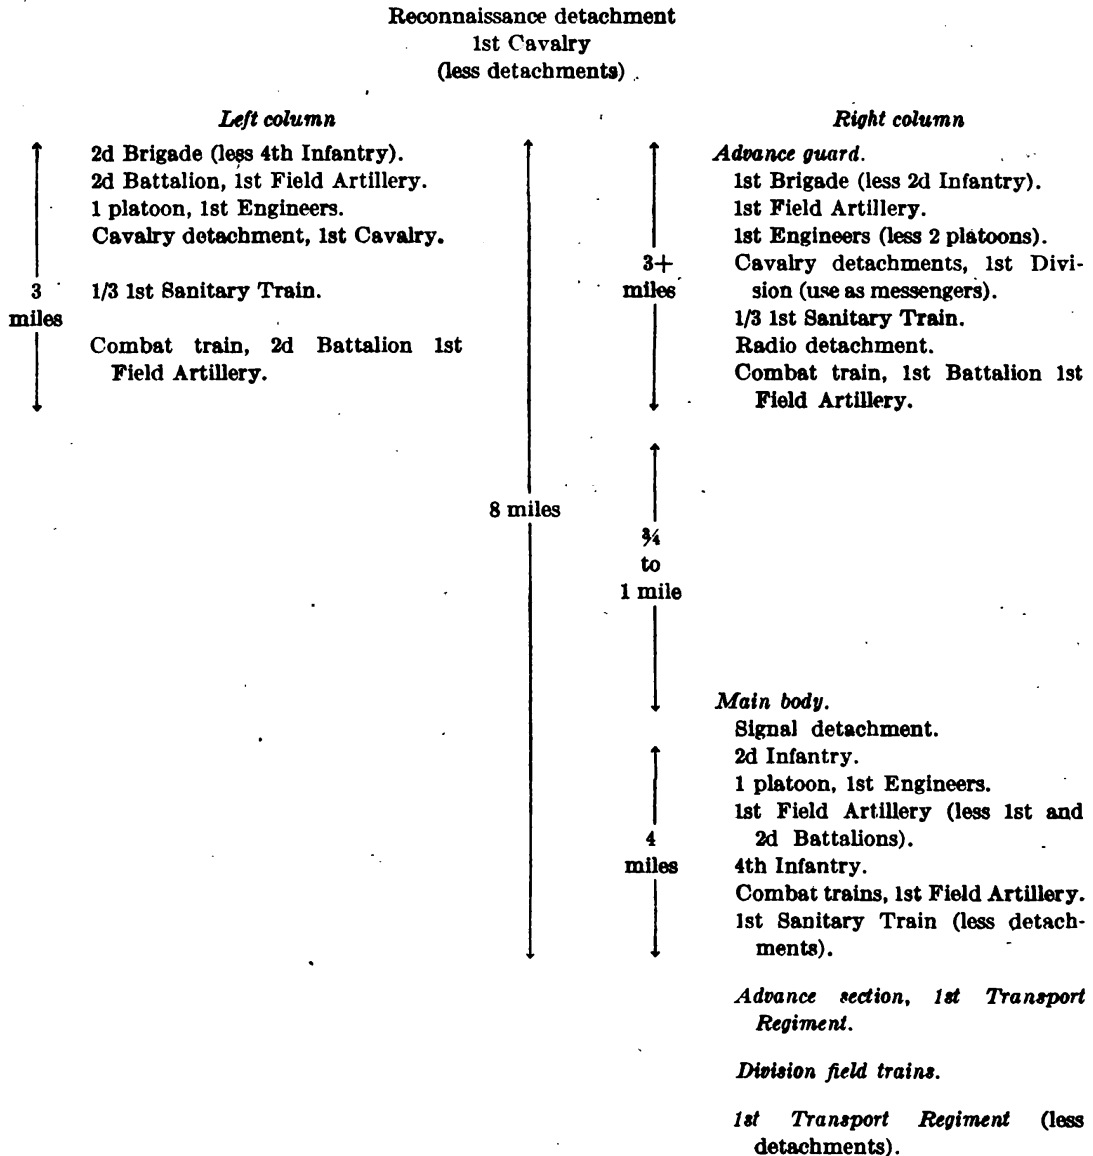 Reconnaissance detachment
1st Cavalry
(less detachments)
Left column
2d Brigade (less 4th Infantry).
2d Battalion, 1st Field Artillery.
1 platoon, 1st Engineers.
Cavalry detachment, 1st Cavalry.
1/3 1st Sanitary Train.
Combat train, 2d Battalion 1st
Field Artillery.
3
miles
8 miles
Right column
Advance guard.
1st Brigade (less 2d Infantry).
1st Field Artillery.
1st Engineers (less 2 platoons).
Cavalry detachments, 1st Divi-
sion (use as messengers).
1/3 1st Sanitary Train.
Radio detachment.
Combat train, 1st Battalion 1st
Field Artillery.
3+
miles
¾
to
1 mile
Main body.
Signal detachment.
2d Infantry.
1 platoon, 1st Engineers.
1st Field Artillery (less 1st and
2d Battalions).
4th Infantry.
Combat trains, 1st Field Artillery.
1st Sanitary Train (less detach-
ments).
4
miles
Advance section, 1st Transport
Regiment.
Division field trains.
1st Transport Regiment (less
detachments).